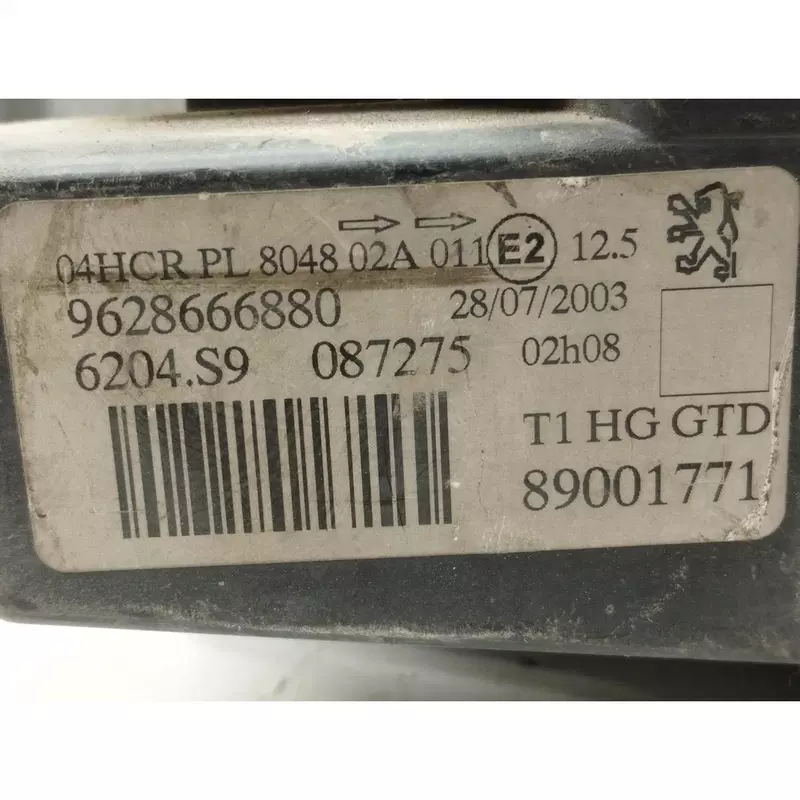 04HCR PL 8048 02A 011 E2 12.5
9628666880 28/07/2003
6204.S9 087275 02h08
T1 HG GTD
89001771